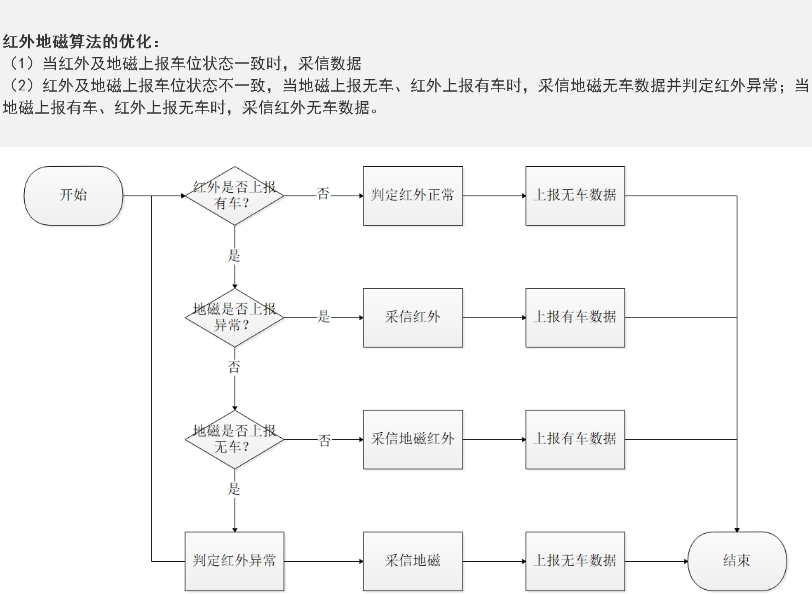 红外地磁算法的优化：
（1）当红外及地磁上报车位状态一致时，采信数据
（2）红外及地磁上报车位状态不一致，当地磁上报无车、红外上报有车时，采信地磁无车数据并判定红外异常；当
地磁上报有车、红外上报无车时，采信红外无车数据。
开始
红外是否上报
有车？
否
判定红外正常
上报无车数据
是
地磁是否上报
异常？
是
采信红外
上报有车数据
否
地磁是否上报
无车？
否
采信地磁红外
上报有车数据
是
判定红外异常
采信地磁
上报无车数据
结束